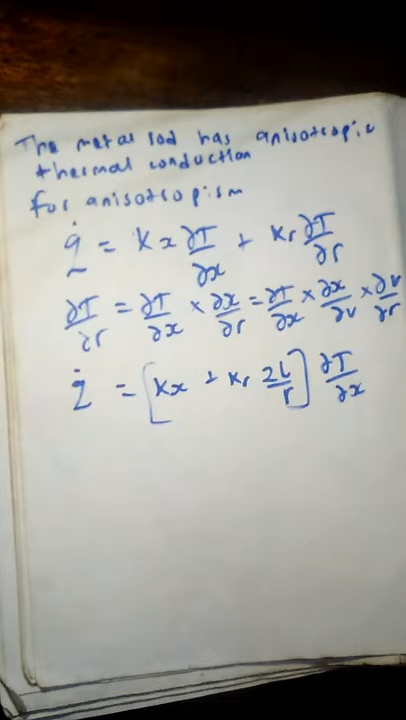 The metal rod has anisotropic
thermal conduction
for anisotropism
q̇ = Kx ∂T/∂x + Kr ∂T/∂r
∂T/∂r = ∂T/∂x × ∂x/∂r = ∂T/∂x × ∂x/∂v × ∂v/∂r
q̇ = [Kx + Kr 2L/r] ∂T/∂x